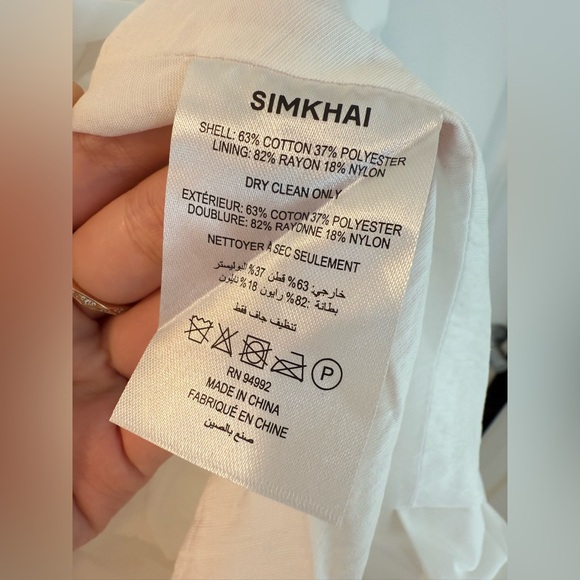 SIMKHAI
SHELL: 63% COTTON 37% POLYESTER
LINING: 82% RAYON 18% NYLON
DRY CLEAN ONLY
EXTÉRIEUR: 63% COTON 37% POLYESTER
DOUBLURE: 82% RAYONNE 18% NYLON
NETTOYER À SEC SEULEMENT
خارجي: 63% قطن 37% البوليستر
بطانة: 82% رايون 18% نايلون
تنظيف جاف فقط
P
RN 94992
MADE IN CHINA
FABRIQUÉ EN CHINE
صنع بالصين